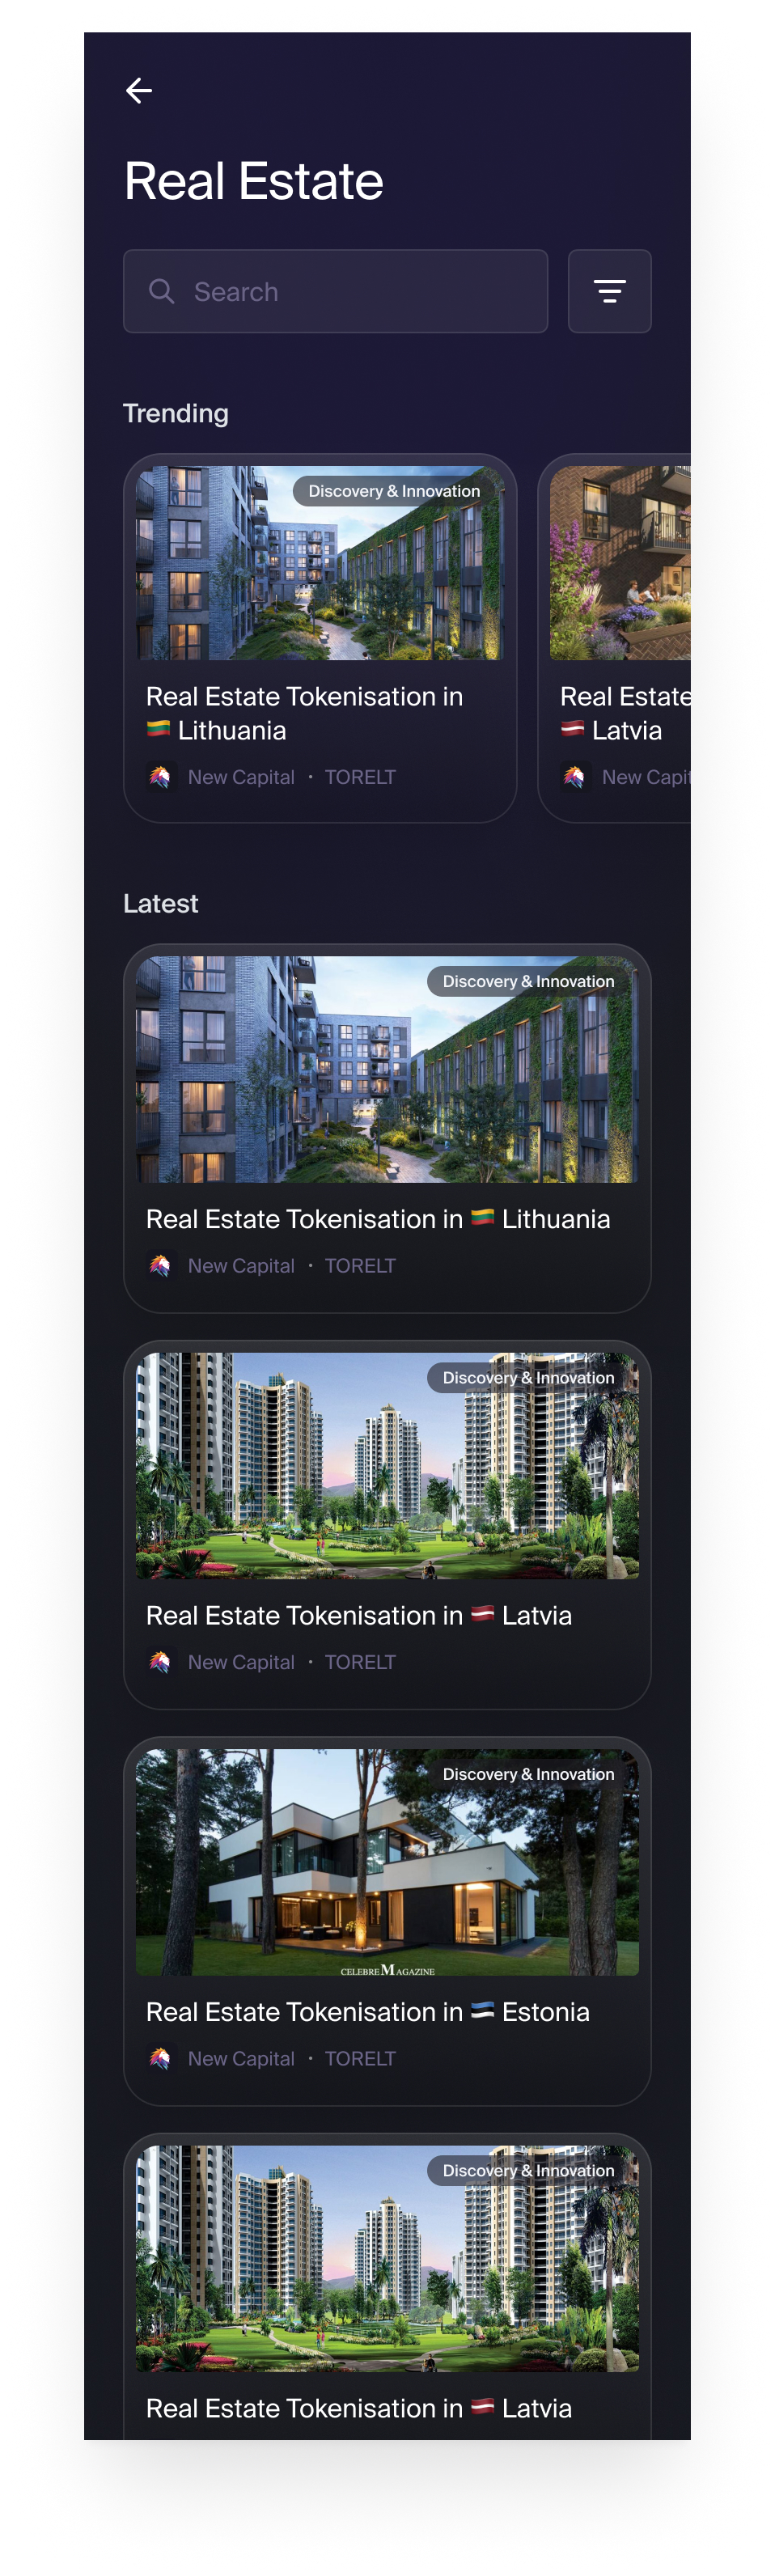 Real Estate
Search
Trending
Discovery & Innovation
Real Estate Tokenisation in
🇱🇹 Lithuania
New Capital · TORELT
Real Estate
🇱🇻 Latvia
New Capit
Latest
Discovery & Innovation
Real Estate Tokenisation in 🇱🇹 Lithuania
New Capital · TORELT
Discovery & Innovation
Real Estate Tokenisation in 🇱🇻 Latvia
New Capital · TORELT
Discovery & Innovation
CELEBRE MAGAZINE
Real Estate Tokenisation in 🇪🇪 Estonia
New Capital · TORELT
Discovery & Innovation
Real Estate Tokenisation in 🇱🇻 Latvia